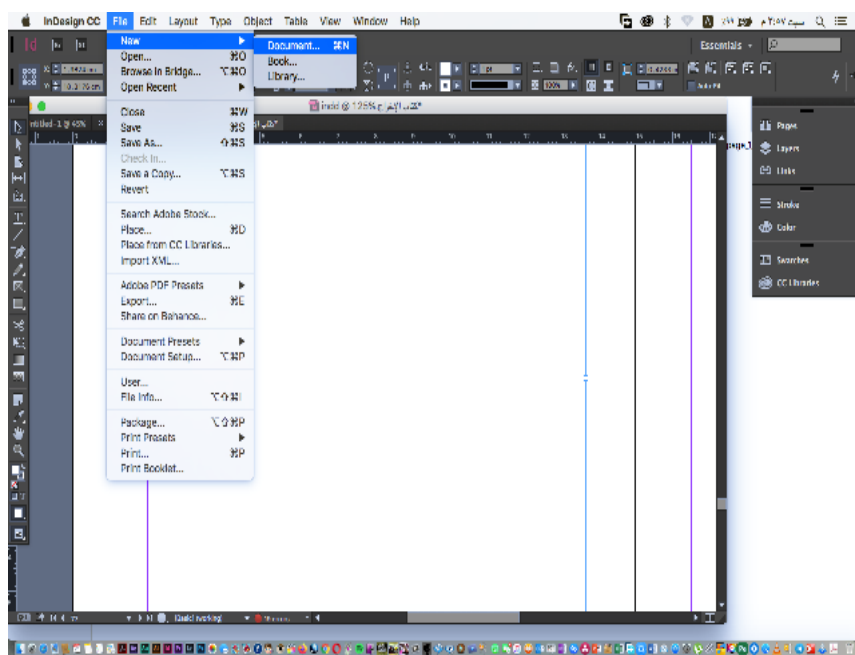 InDesign CC File Edit Layout Type Object Table View Window Help
Essentials
New
Document... ⌘N
Book...
Library...
Open... ⌘O
Browse in Bridge... ⌥⌘O
Open Recent
Close ⌘W
Save ⌘S
Save As... ⇧⌘S
Check In...
Save a Copy... ⌥⌘S
Revert
Search Adobe Stock...
Place... ⌘D
Place from CC Libraries...
Import XML...
Adobe PDF Presets
Export... ⌘E
Share on Behance...
Document Presets
Document Setup... ⌥⌘P
User...
File Info... ⌥⇧⌘I
Package... ⌥⇧⌘P
Print Presets
Print... ⌘P
Print Booklet...
indd @ 125%
Pages
Layers
Links
Stroke
Color
Swatches
CC Libraries